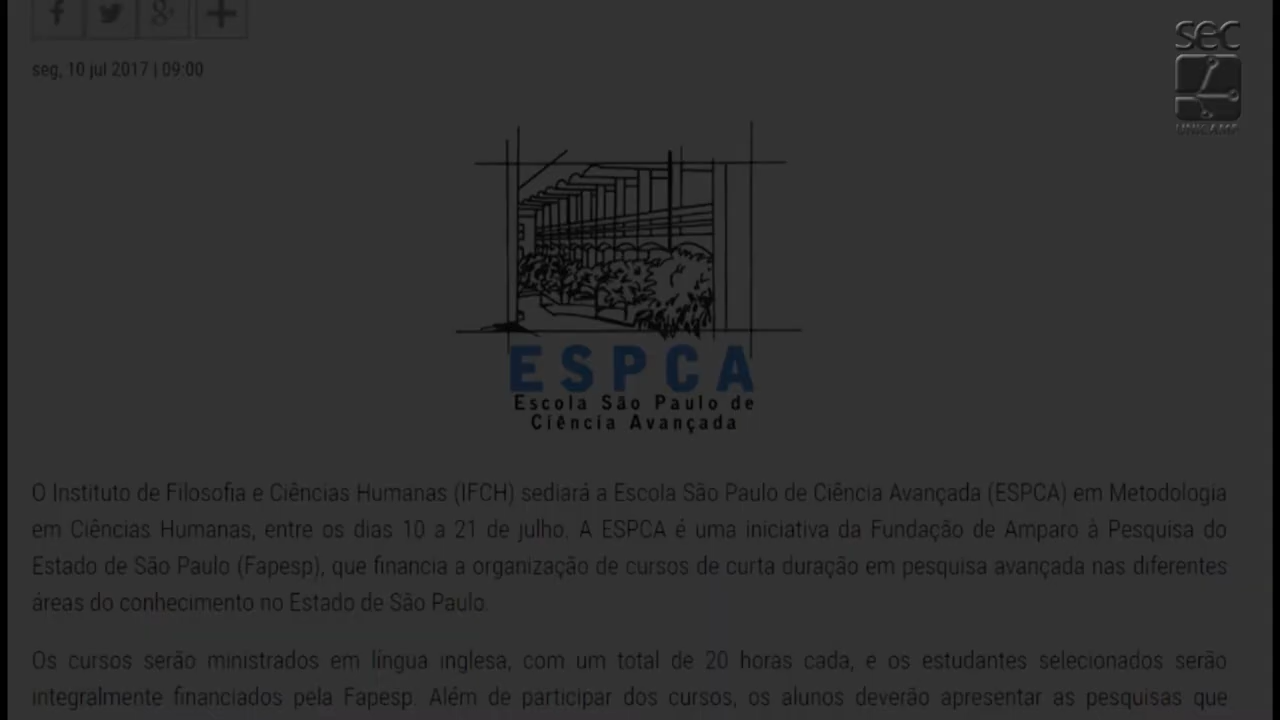 seg, 10 jul 2017 | 09:00
sec
UNICAMP
ESPCA
Escola São Paulo de
Ciência Avançada
O Instituto de Filosofia e Ciências Humanas (IFCH) sediará a Escola São Paulo de Ciência Avançada (ESPCA) em Metodologia
em Ciências Humanas, entre os dias 10 a 21 de julho. A ESPCA é uma iniciativa da Fundação de Amparo à Pesquisa do
Estado de São Paulo (Fapesp), que financia a organização de cursos de curta duração em pesquisa avançada nas diferentes
áreas do conhecimento no Estado de São Paulo.
Os cursos serão ministrados em língua inglesa, com um total de 20 horas cada, e os estudantes selecionados serão
integralmente financiados pela Fapesp. Além de participar dos cursos, os alunos deverão apresentar as pesquisas que